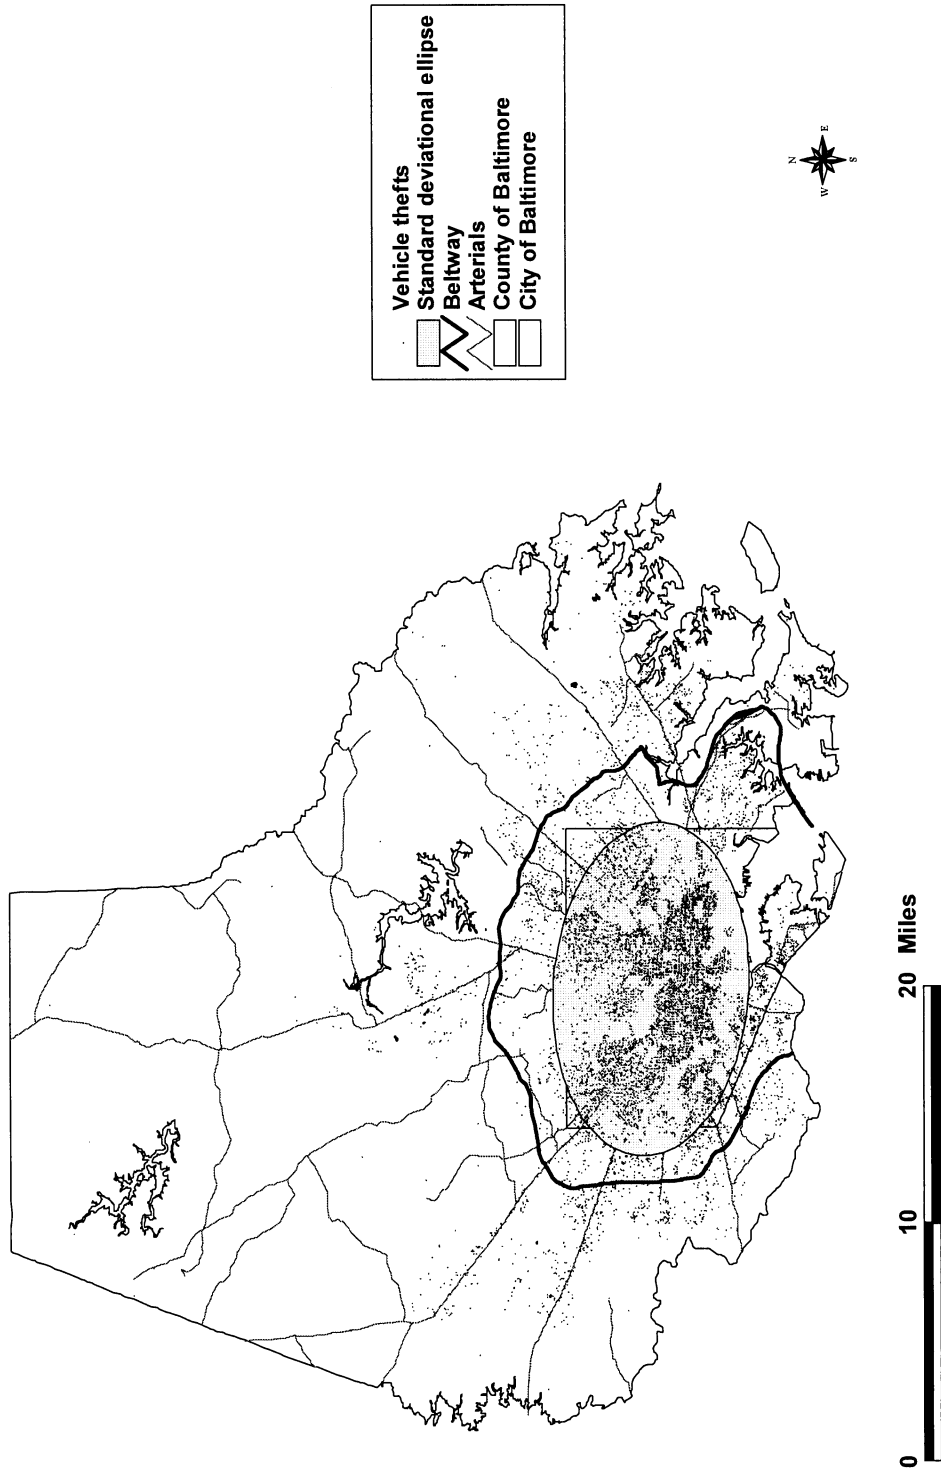 Vehicle thefts
Standard deviational ellipse
Beltway
Arterials
County of Baltimore
City of Baltimore
N
W
E
S
0
10
20 Miles